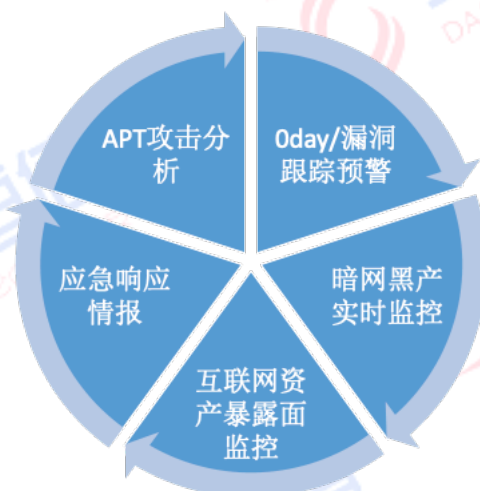 APT攻击分
析
0day/漏洞
跟踪预警
暗网黑产
实时监控
互联网资
产暴露面
监控
应急响应
情报